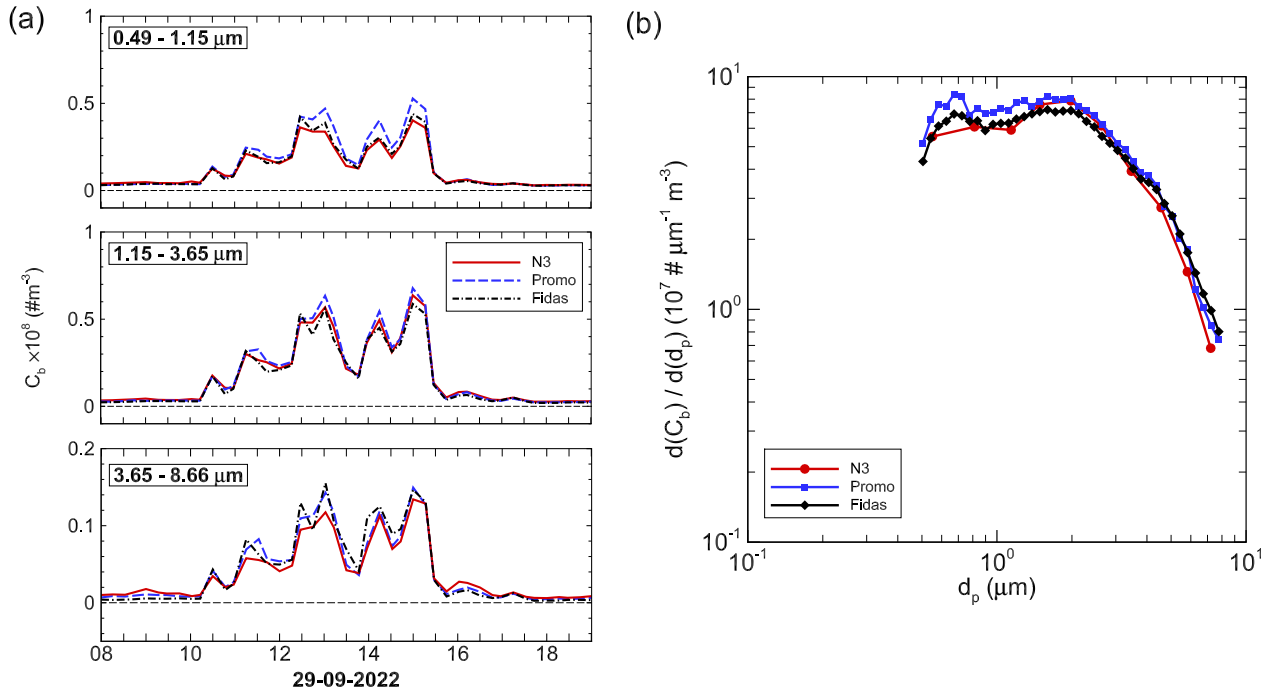 (a)
1
0.5
0
0.49 - 1.15 μm
1
0.5
0
1.15 - 3.65 μm
N3
Promo
Fidas
C_b ×10^8 (#m^-3)
0.2
0.1
0
3.65 - 8.66 μm
08 10 12 14 16 18
29-09-2022
(b)
10^1
10^0
10^-1
d(C_b) / d(d_p) (10^7 # μm^-1 m^-3)
N3
Promo
Fidas
10^-1 10^0 10^1
d_p (μm)